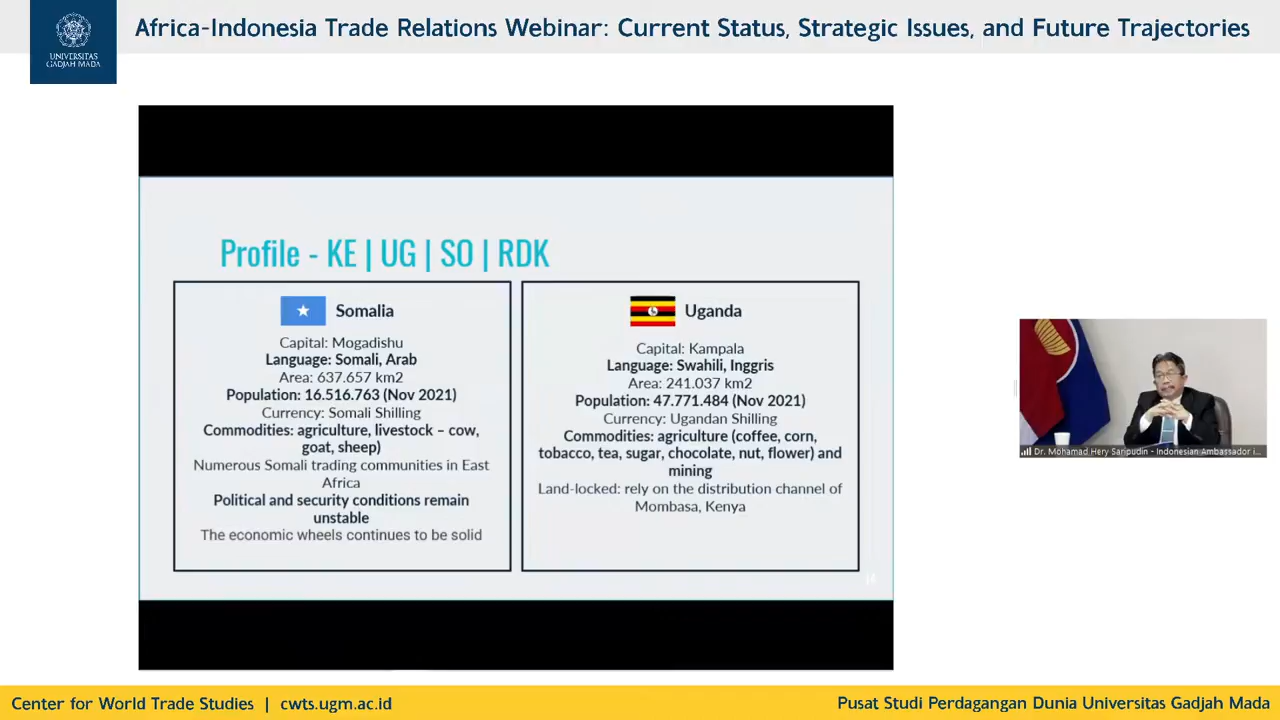 Africa-Indonesia Trade Relations Webinar: Current Status, Strategic Issues, and Future Trajectories
UNIVERSITAS
GADJAH MADA
Profile - KE | UG | SO | RDK
Somalia
Capital: Mogadishu
Language: Somali, Arab
Area: 637.657 km2
Population: 16.516.763 (Nov 2021)
Currency: Somali Shilling
Commodities: agriculture, livestock – cow,
goat, sheep)
Numerous Somali trading communities in East
Africa
Political and security conditions remain
unstable
The economic wheels continues to be solid
Uganda
Capital: Kampala
Language: Swahili, Inggris
Area: 241.037 km2
Population: 47.771.484 (Nov 2021)
Currency: Ugandan Shilling
Commodities: agriculture (coffee, corn,
tobacco, tea, sugar, chocolate, nut, flower) and
mining
Land-locked: rely on the distribution channel of
Mombasa, Kenya
Dr. Mohamad Hery Saripudin - Indonesian Ambassador i...
Center for World Trade Studies | cwts.ugm.ac.id
Pusat Studi Perdagangan Dunia Universitas Gadjah Mada